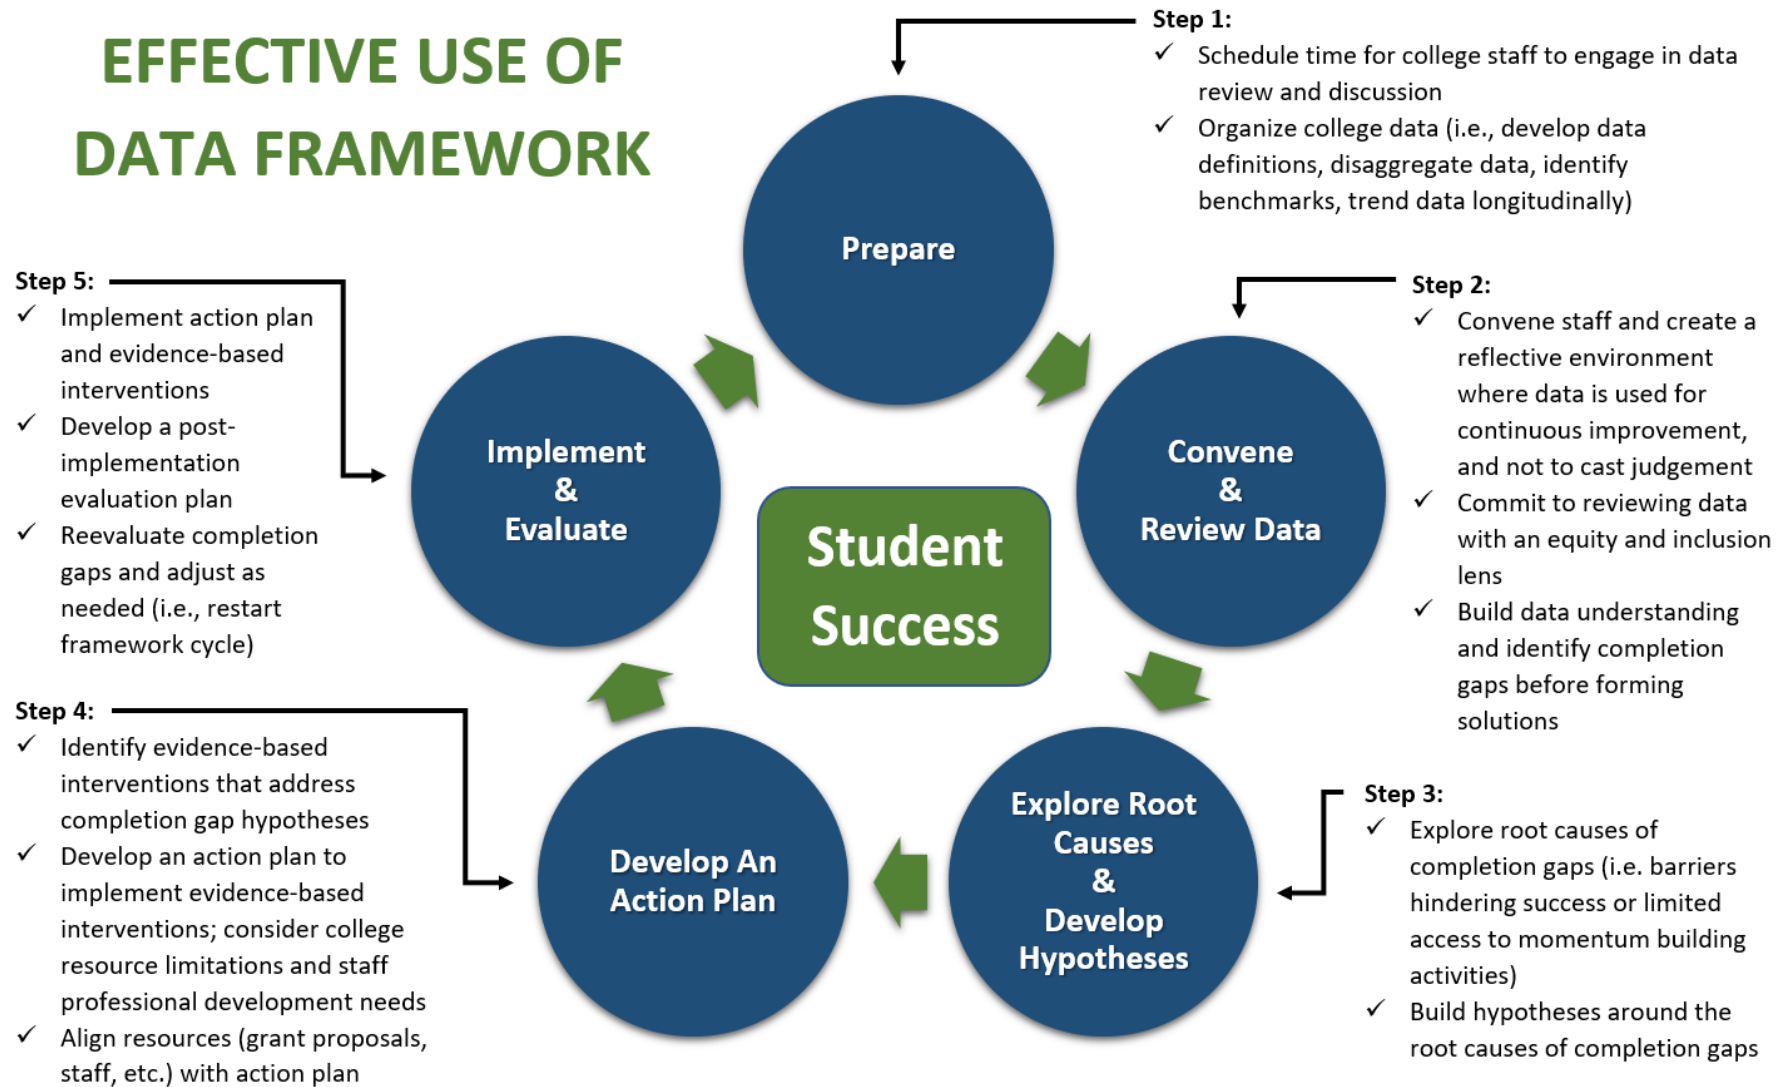 EFFECTIVE USE OF
DATA FRAMEWORK
Step 1:
✓ Schedule time for college staff to engage in data
review and discussion
✓ Organize college data (i.e., develop data
definitions, disaggregate data, identify
benchmarks, trend data longitudinally)
Prepare
Step 2:
✓ Convene staff and create a
reflective environment
where data is used for
continuous improvement,
and not to cast judgement
✓ Commit to reviewing data
with an equity and inclusion
lens
✓ Build data understanding
and identify completion
gaps before forming
solutions
Convene
&
Review Data
Step 3:
✓ Explore root causes of
completion gaps (i.e. barriers
hindering success or limited
access to momentum building
activities)
✓ Build hypotheses around the
root causes of completion gaps
Explore Root
Causes
&
Develop
Hypotheses
Step 4:
✓ Identify evidence-based
interventions that address
completion gap hypotheses
✓ Develop an action plan to
implement evidence-based
interventions; consider college
resource limitations and staff
professional development needs
✓ Align resources (grant proposals,
staff, etc.) with action plan
Develop An
Action Plan
Step 5:
✓ Implement action plan
and evidence-based
interventions
✓ Develop a post-
implementation
evaluation plan
✓ Reevaluate completion
gaps and adjust as
needed (i.e., restart
framework cycle)
Implement
&
Evaluate
Student
Success